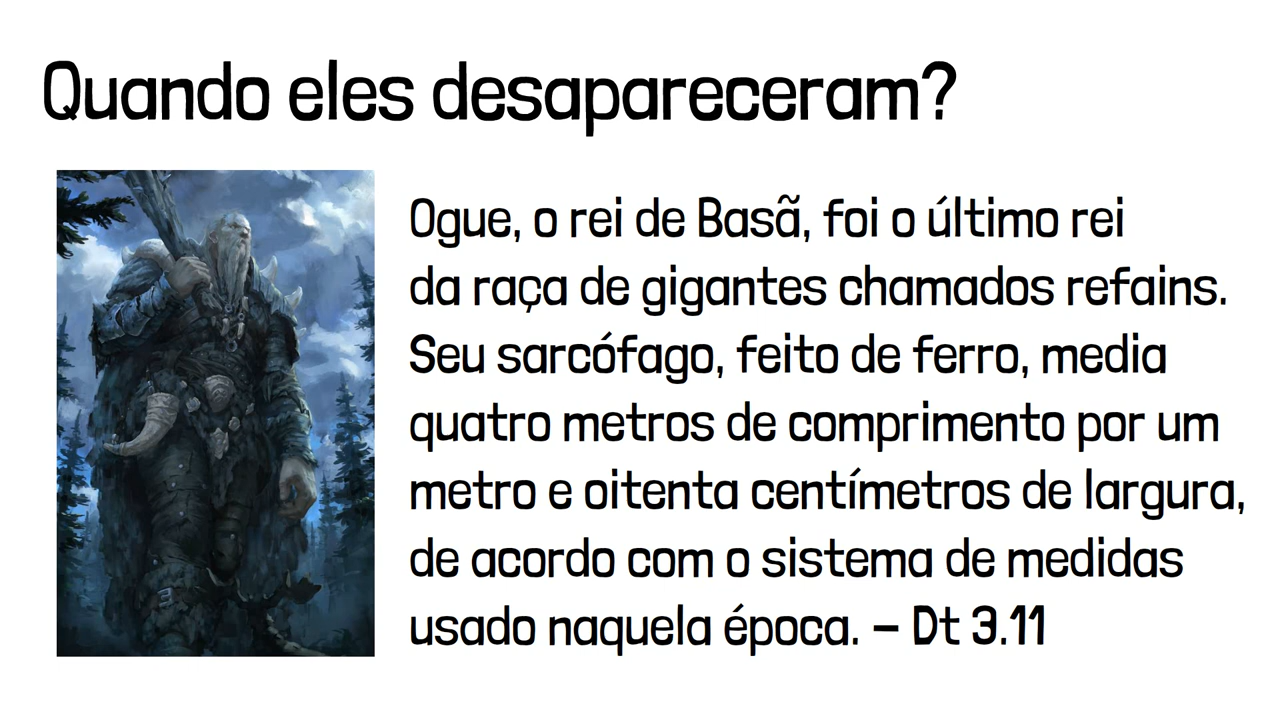 Quando eles desapareceram?
Ogue, o rei de Basã, foi o último rei
da raça de gigantes chamados refains.
Seu sarcófago, feito de ferro, media
quatro metros de comprimento por um
metro e oitenta centímetros de largura,
de acordo com o sistema de medidas
usado naquela época. – Dt 3.11